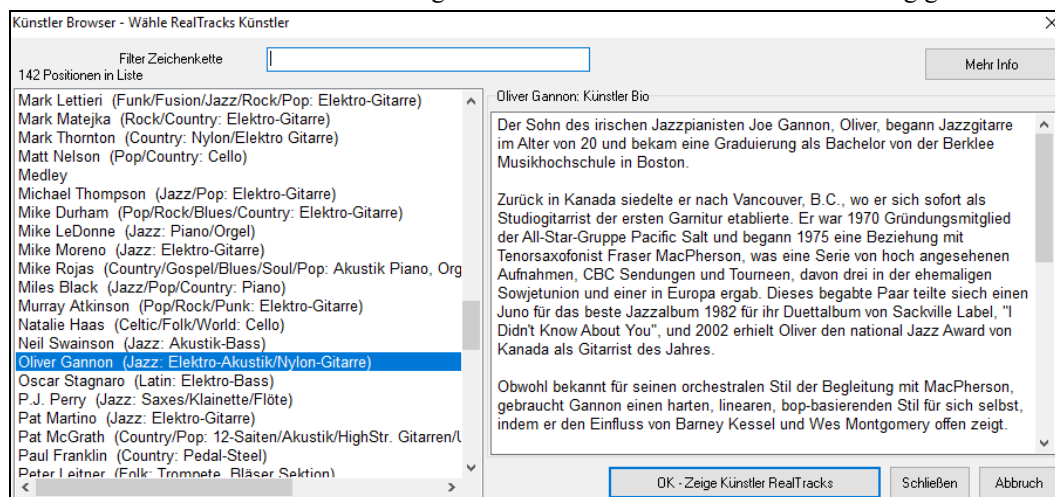 Künstler Browser - Wähle RealTracks Künstler
Filter Zeichenkette
142 Positionen in Liste
Mehr Info
Mark Lettieri (Funk/Fusion/Jazz/Rock/Pop: Elektro-Gitarre)
Mark Matejka (Rock/Country: Elektro-Gitarre)
Mark Thornton (Country: Nylon/Elektro Gitarre)
Matt Nelson (Pop/Country: Cello)
Medley
Michael Thompson (Jazz/Pop: Elektro-Gitarre)
Mike Durham (Pop/Rock/Blues/Country: Elektro-Gitarre)
Mike LeDonne (Jazz: Piano/Orgel)
Mike Moreno (Jazz: Elektro-Gitarre)
Mike Rojas (Country/Gospel/Blues/Soul/Pop: Akustik Piano, Org
Miles Black (Jazz/Pop/Country: Piano)
Murray Atkinson (Pop/Rock/Punk: Elektro-Gitarre)
Natalie Haas (Celtic/Folk/World: Cello)
Neil Swainson (Jazz: Akustik-Bass)
Oliver Gannon (Jazz: Elektro-Akustik/Nylon-Gitarre)
Oscar Stagnaro (Latin: Elektro-Bass)
P.J. Perry (Jazz: Saxes/Klainette/Flöte)
Pat Martino (Jazz: Elektro-Gitarre)
Pat McGrath (Country/Pop: 12-Saiten/Akustik/HighStr. Gitarren/U
Paul Franklin (Country: Pedal-Steel)
Peter Leitner (Folk: Trompete, Bläser Sektion)
Oliver Gannon: Künstler Bio
Der Sohn des irischen Jazzpianisten Joe Gannon, Oliver, begann Jazzgitarre
im Alter von 20 und bekam eine Graduierung als Bachelor von der Berklee
Musikhochschule in Boston.
Zurück in Kanada siedelte er nach Vancouver, B.C., wo er sich sofort als
Studiogitarrist der ersten Garnitur etablierte. Er war 1970 Gründungsmitglied
der All-Star-Gruppe Pacific Salt und begann 1975 eine Beziehung mit
Tenorsaxofonist Fraser MacPherson, was eine Serie von hoch angesehenen
Aufnahmen, CBC Sendungen und Tourneen, davon drei in der ehemaligen
Sowjetunion und einer in Europa ergab. Dieses begabte Paar teilte siech einen
Juno für das beste Jazzalbum 1982 für ihr Duettalbum von Sackville Label, "I
Didn't Know About You", und 2002 erhielt Oliver den national Jazz Award von
Kanada als Gitarrist des Jahres.
Obwohl bekannt für seinen orchestralen Stil der Begleitung mit MacPherson,
gebraucht Gannon einen harten, linearen, bop-basierenden Stil für sich selbst,
indem er den Einfluss von Barney Kessel und Wes Montgomery offen zeigt.
OK - Zeige Künstler RealTracks
Schließen
Abbruch